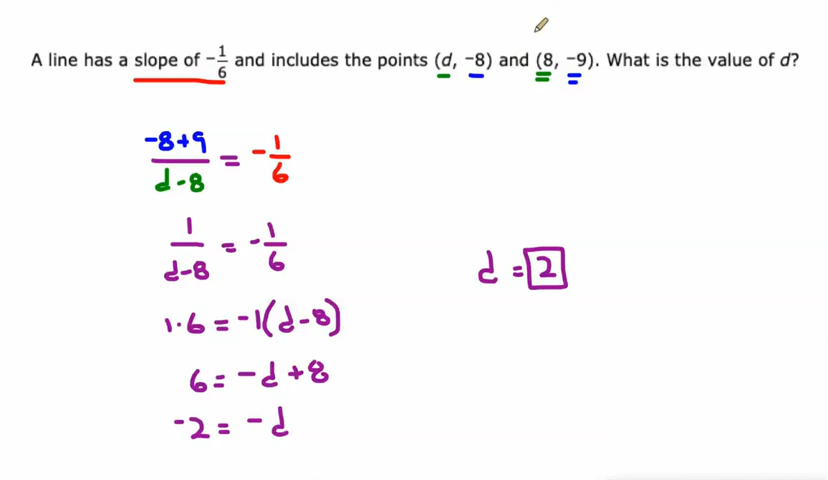 A line has a slope of -1/6 and includes the points (d, -8) and (8, -9). What is the value of d?
-8+9/d-8 = -1/6
1/d-8 = -1/6
1·6 = -1(d-8)
6 = -d+8
-2 = -d
d = 2